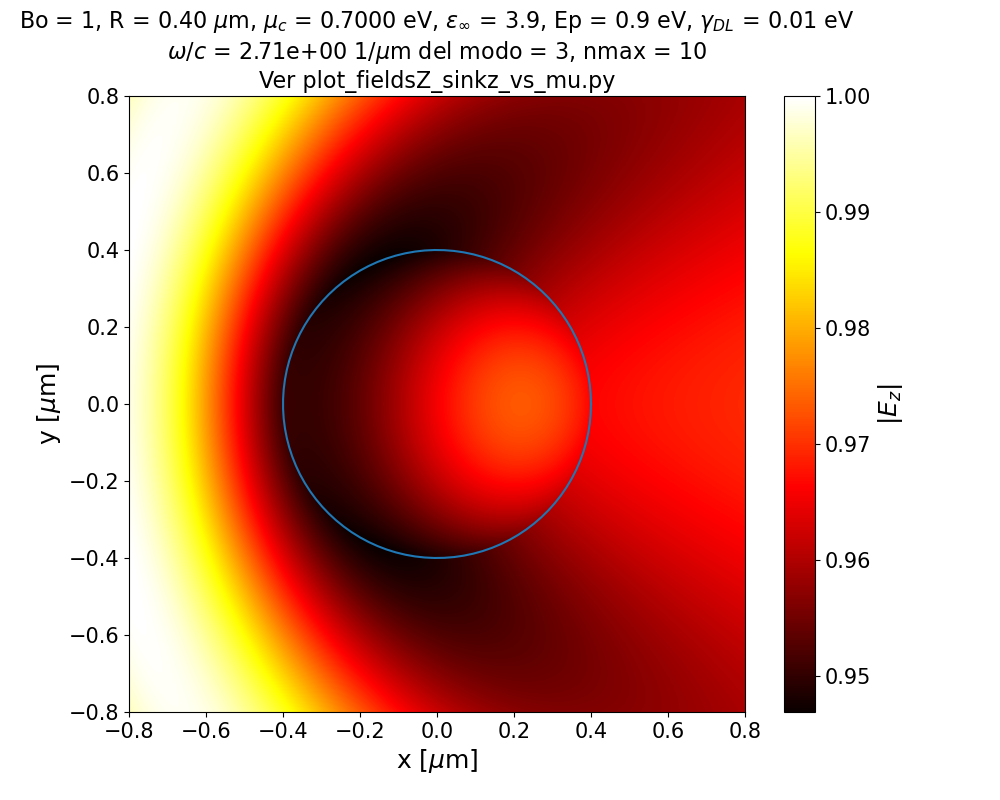 Bo = 1, R = 0.40 μm, μc = 0.7000 eV, ε∞ = 3.9, Ep = 0.9 eV, γDL = 0.01 eV
ω/c = 2.71e+00 1/μm del modo = 3, nmax = 10
Ver plot_fieldsZ_sinkz_vs_mu.py
0.8
0.6
0.4
0.2
0.0
−0.2
−0.4
−0.6
−0.8
y [μm]
−0.8 −0.6 −0.4 −0.2 0.0 0.2 0.4 0.6 0.8
x [μm]
1.00
0.99
0.98
0.97
0.96
0.95
|Ez|